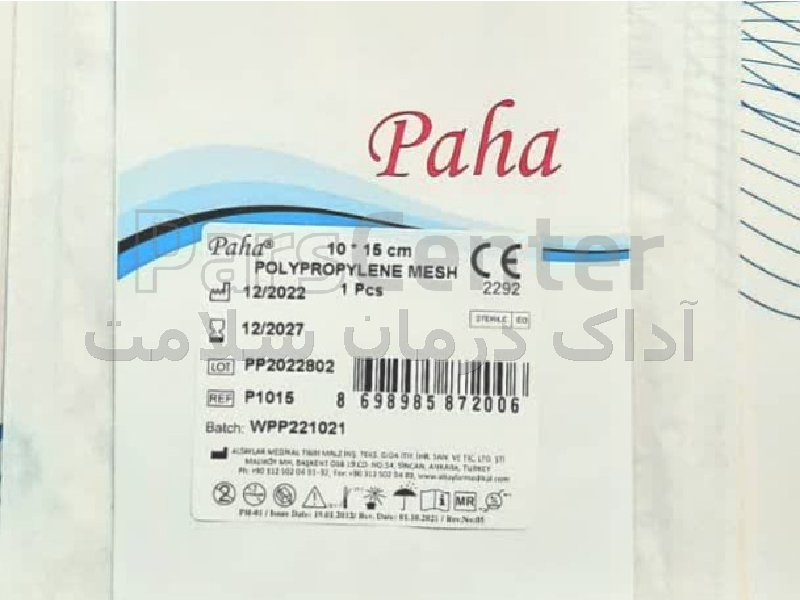 Paha
Paha® 10 * 15 cm
POLYPROPYLENE MESH
1 Pcs
CE
2292
12/2022
STERILE EO
12/2027
LOT PP2022802
REF P1015
8 698985 872006
Batch: WPP221021
MR
ParsCenter
آداک درمان سلامت